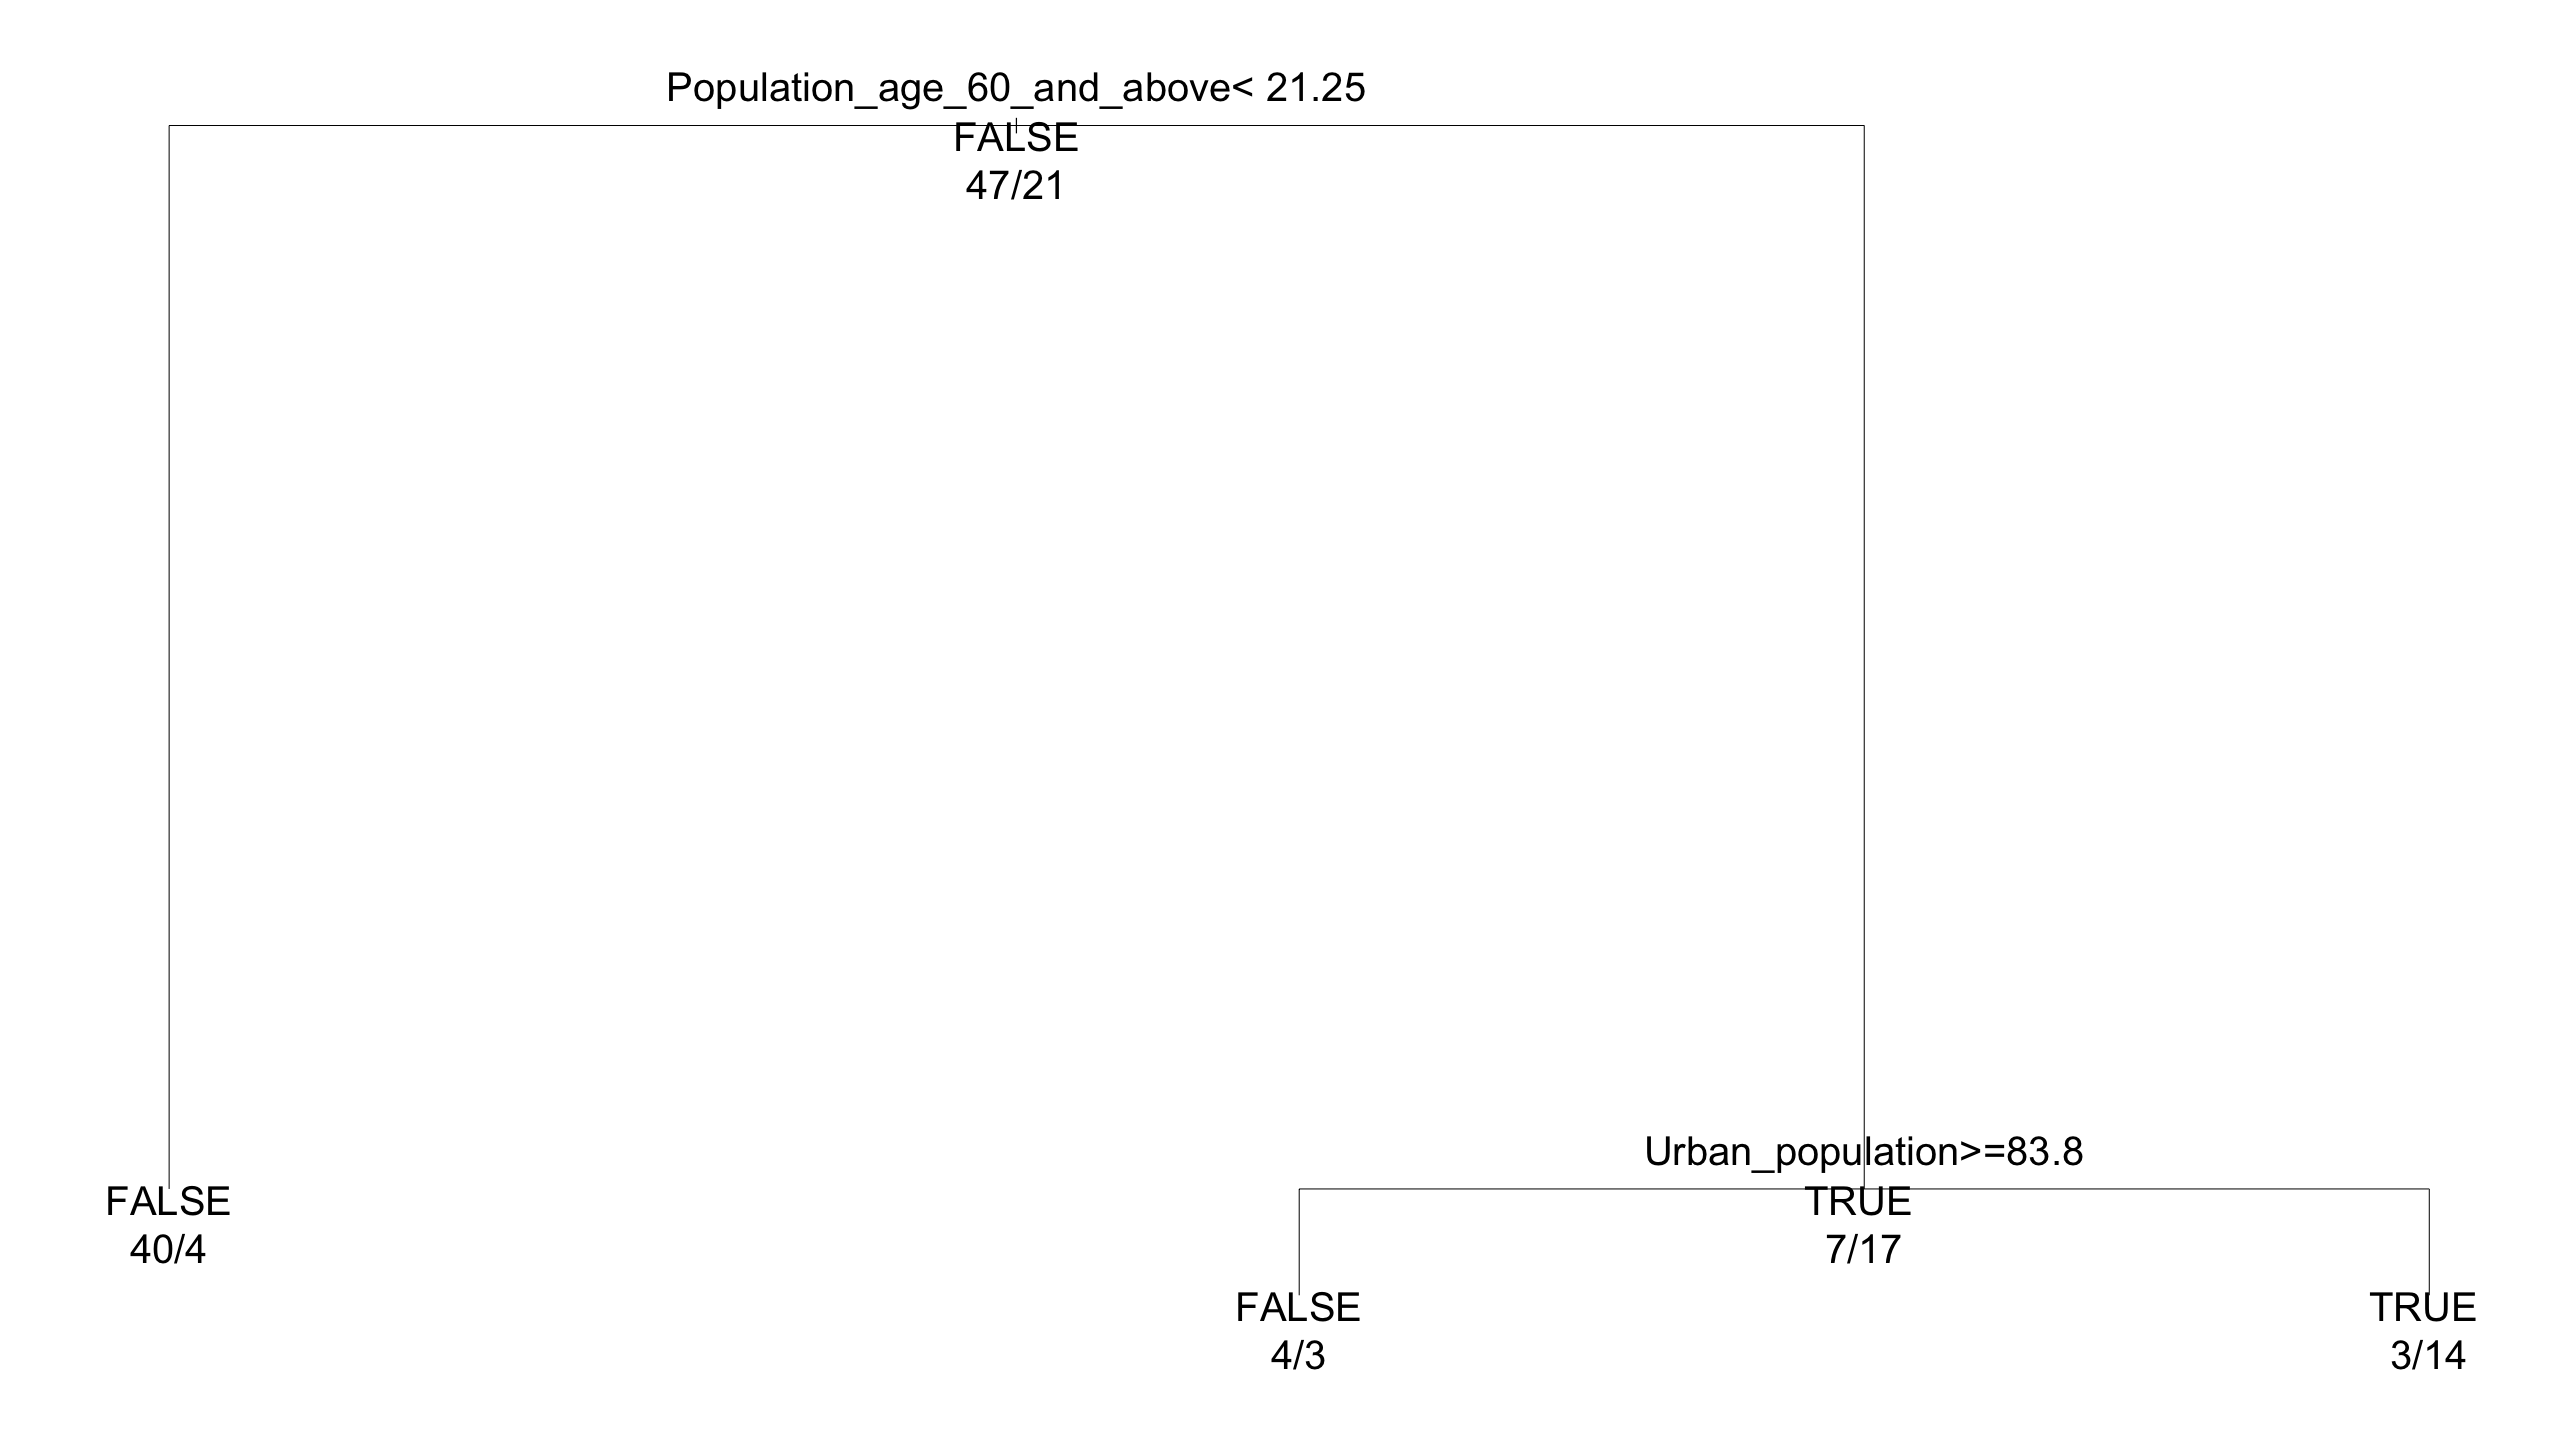 Population_age_60_and_above< 21.25
FALSE
47/21
Urban_population>=83.8
FALSE
40/4
TRUE
7/17
FALSE
4/3
TRUE
3/14